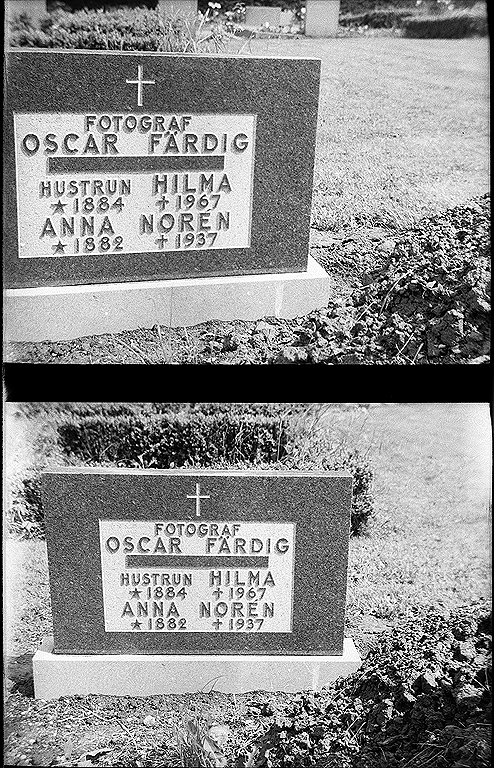 FOTOGRAF
OSCAR FÄRDIG
HUSTRUN HILMA
★1884 ✝1967
ANNA NORÉN
★1882 ✝1937
FOTOGRAF
OSCAR FÄRDIG
HUSTRUN HILMA
★1884 ✝1967
ANNA NORÉN
★1882 ✝1937